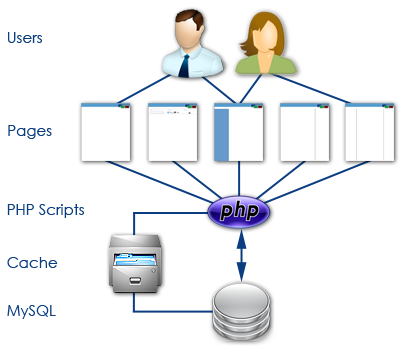 Users
Pages
PHP Scripts
php
Cache
MySQL